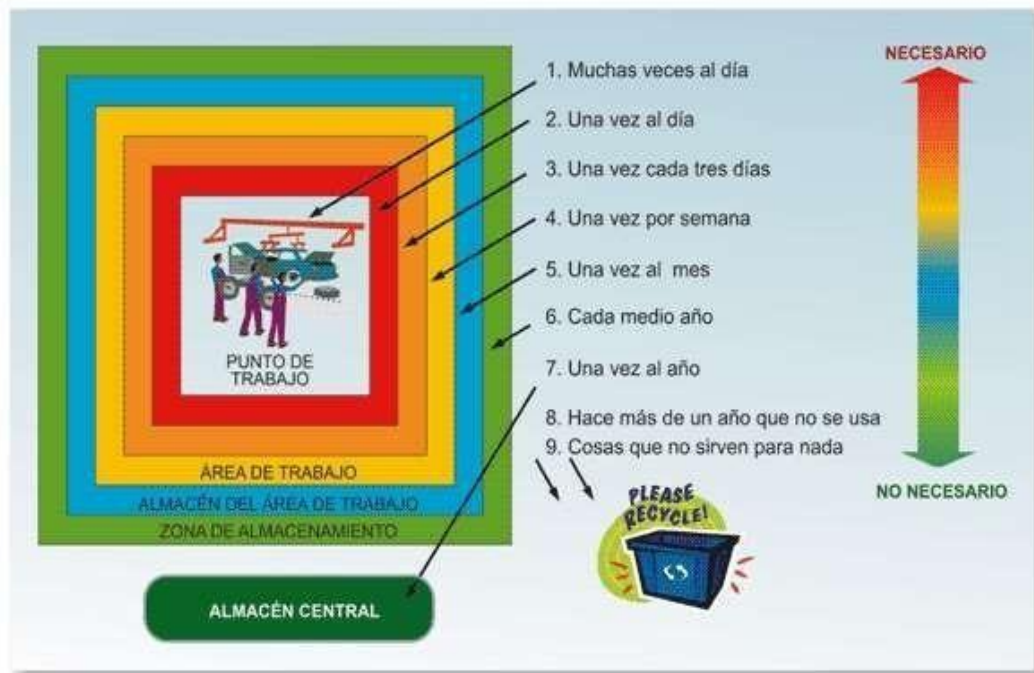 1. Muchas veces al día
2. Una vez al día
3. Una vez cada tres días
4. Una vez por semana
5. Una vez al mes
6. Cada medio año
7. Una vez al año
8. Hace más de un año que no se usa
9. Cosas que no sirven para nada
PUNTO DE
TRABAJO
ÁREA DE TRABAJO
ALMACÉN DEL ÁREA DE TRABAJO
ZONA DE ALMACENAMIENTO
ALMACÉN CENTRAL
PLEASE
RECYCLE!
NECESARIO
NO NECESARIO